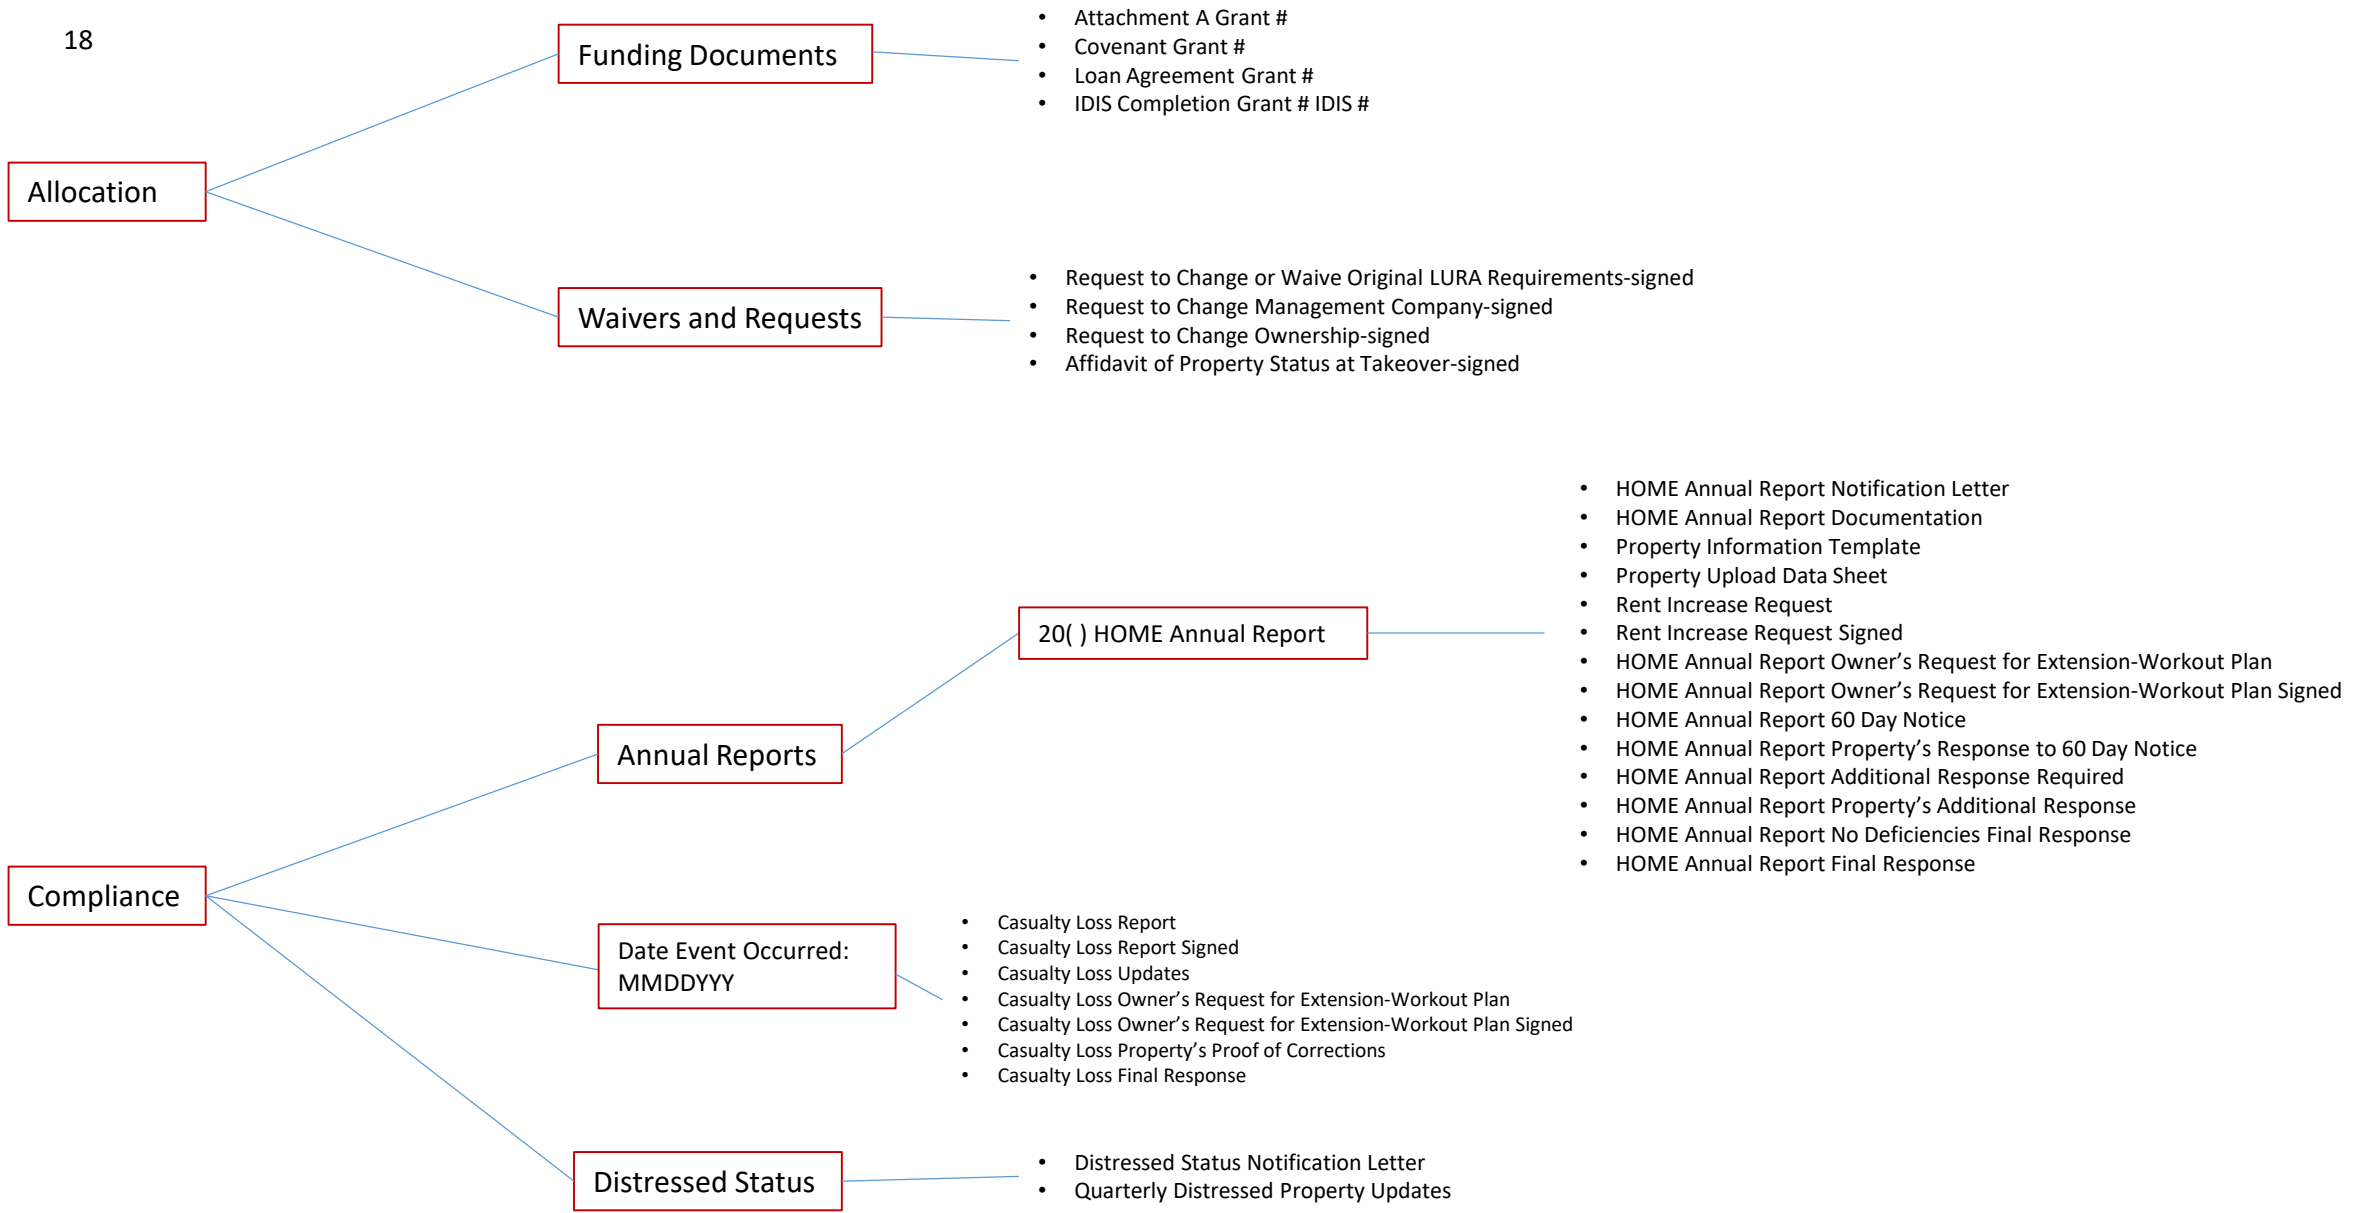 18
Funding Documents
• Attachment A Grant #
• Covenant Grant #
• Loan Agreement Grant #
• IDIS Completion Grant # IDIS #
Allocation
Waivers and Requests
• Request to Change or Waive Original LURA Requirements-signed
• Request to Change Management Company-signed
• Request to Change Ownership-signed
• Affidavit of Property Status at Takeover-signed
• HOME Annual Report Notification Letter
• HOME Annual Report Documentation
• Property Information Template
• Property Upload Data Sheet
• Rent Increase Request
• Rent Increase Request Signed
• HOME Annual Report Owner’s Request for Extension-Workout Plan
• HOME Annual Report Owner’s Request for Extension-Workout Plan Signed
• HOME Annual Report 60 Day Notice
• HOME Annual Report Property’s Response to 60 Day Notice
• HOME Annual Report Additional Response Required
• HOME Annual Report Property’s Additional Response
• HOME Annual Report No Deficiencies Final Response
• HOME Annual Report Final Response
20( ) HOME Annual Report
Annual Reports
Compliance
Date Event Occurred:
MMDDYYY
• Casualty Loss Report
• Casualty Loss Report Signed
• Casualty Loss Updates
• Casualty Loss Owner’s Request for Extension-Workout Plan
• Casualty Loss Owner’s Request for Extension-Workout Plan Signed
• Casualty Loss Property’s Proof of Corrections
• Casualty Loss Final Response
Distressed Status
• Distressed Status Notification Letter
• Quarterly Distressed Property Updates